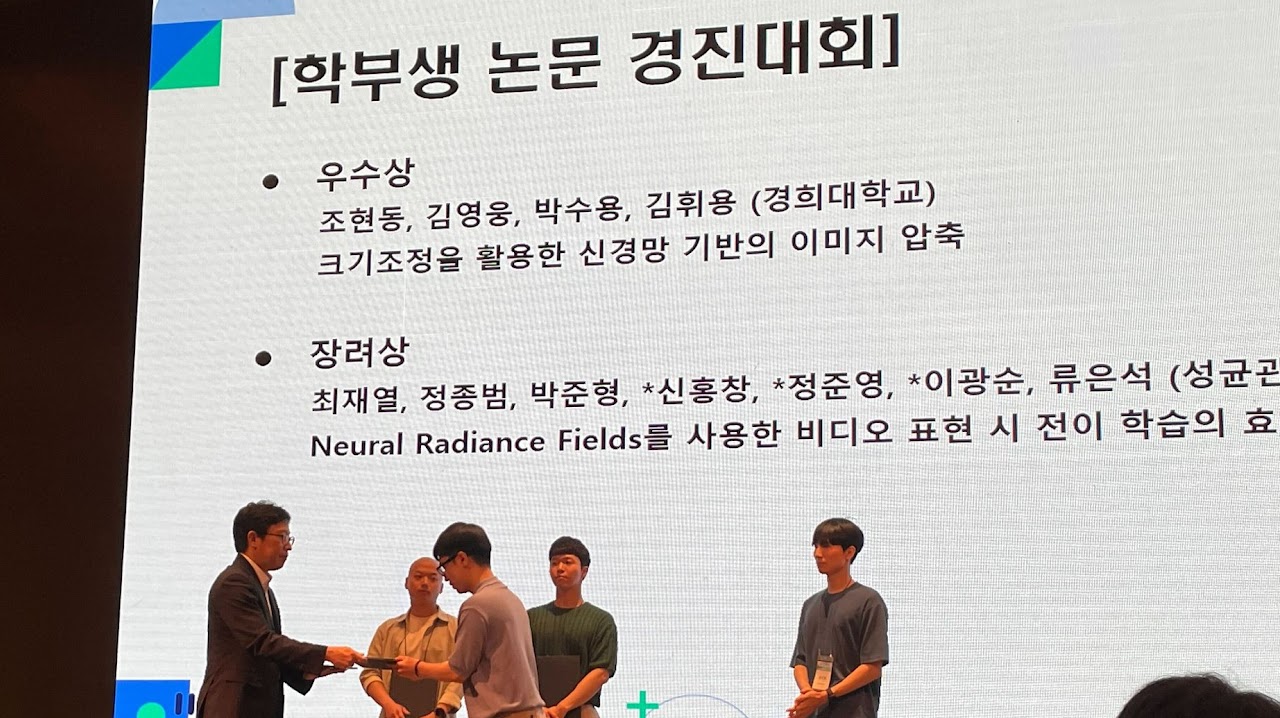 [학부생 논문 경진대회]
● 우수상
조현동, 김영웅, 박수용, 김휘용 (경희대학교)
크기조정을 활용한 신경망 기반의 이미지 압축
● 장려상
최재열, 정종범, 박준형, *신홍창, *정준영, *이광순, 류은석 (성균관
Neural Radiance Fields를 사용한 비디오 표현 시 전이 학습의 효